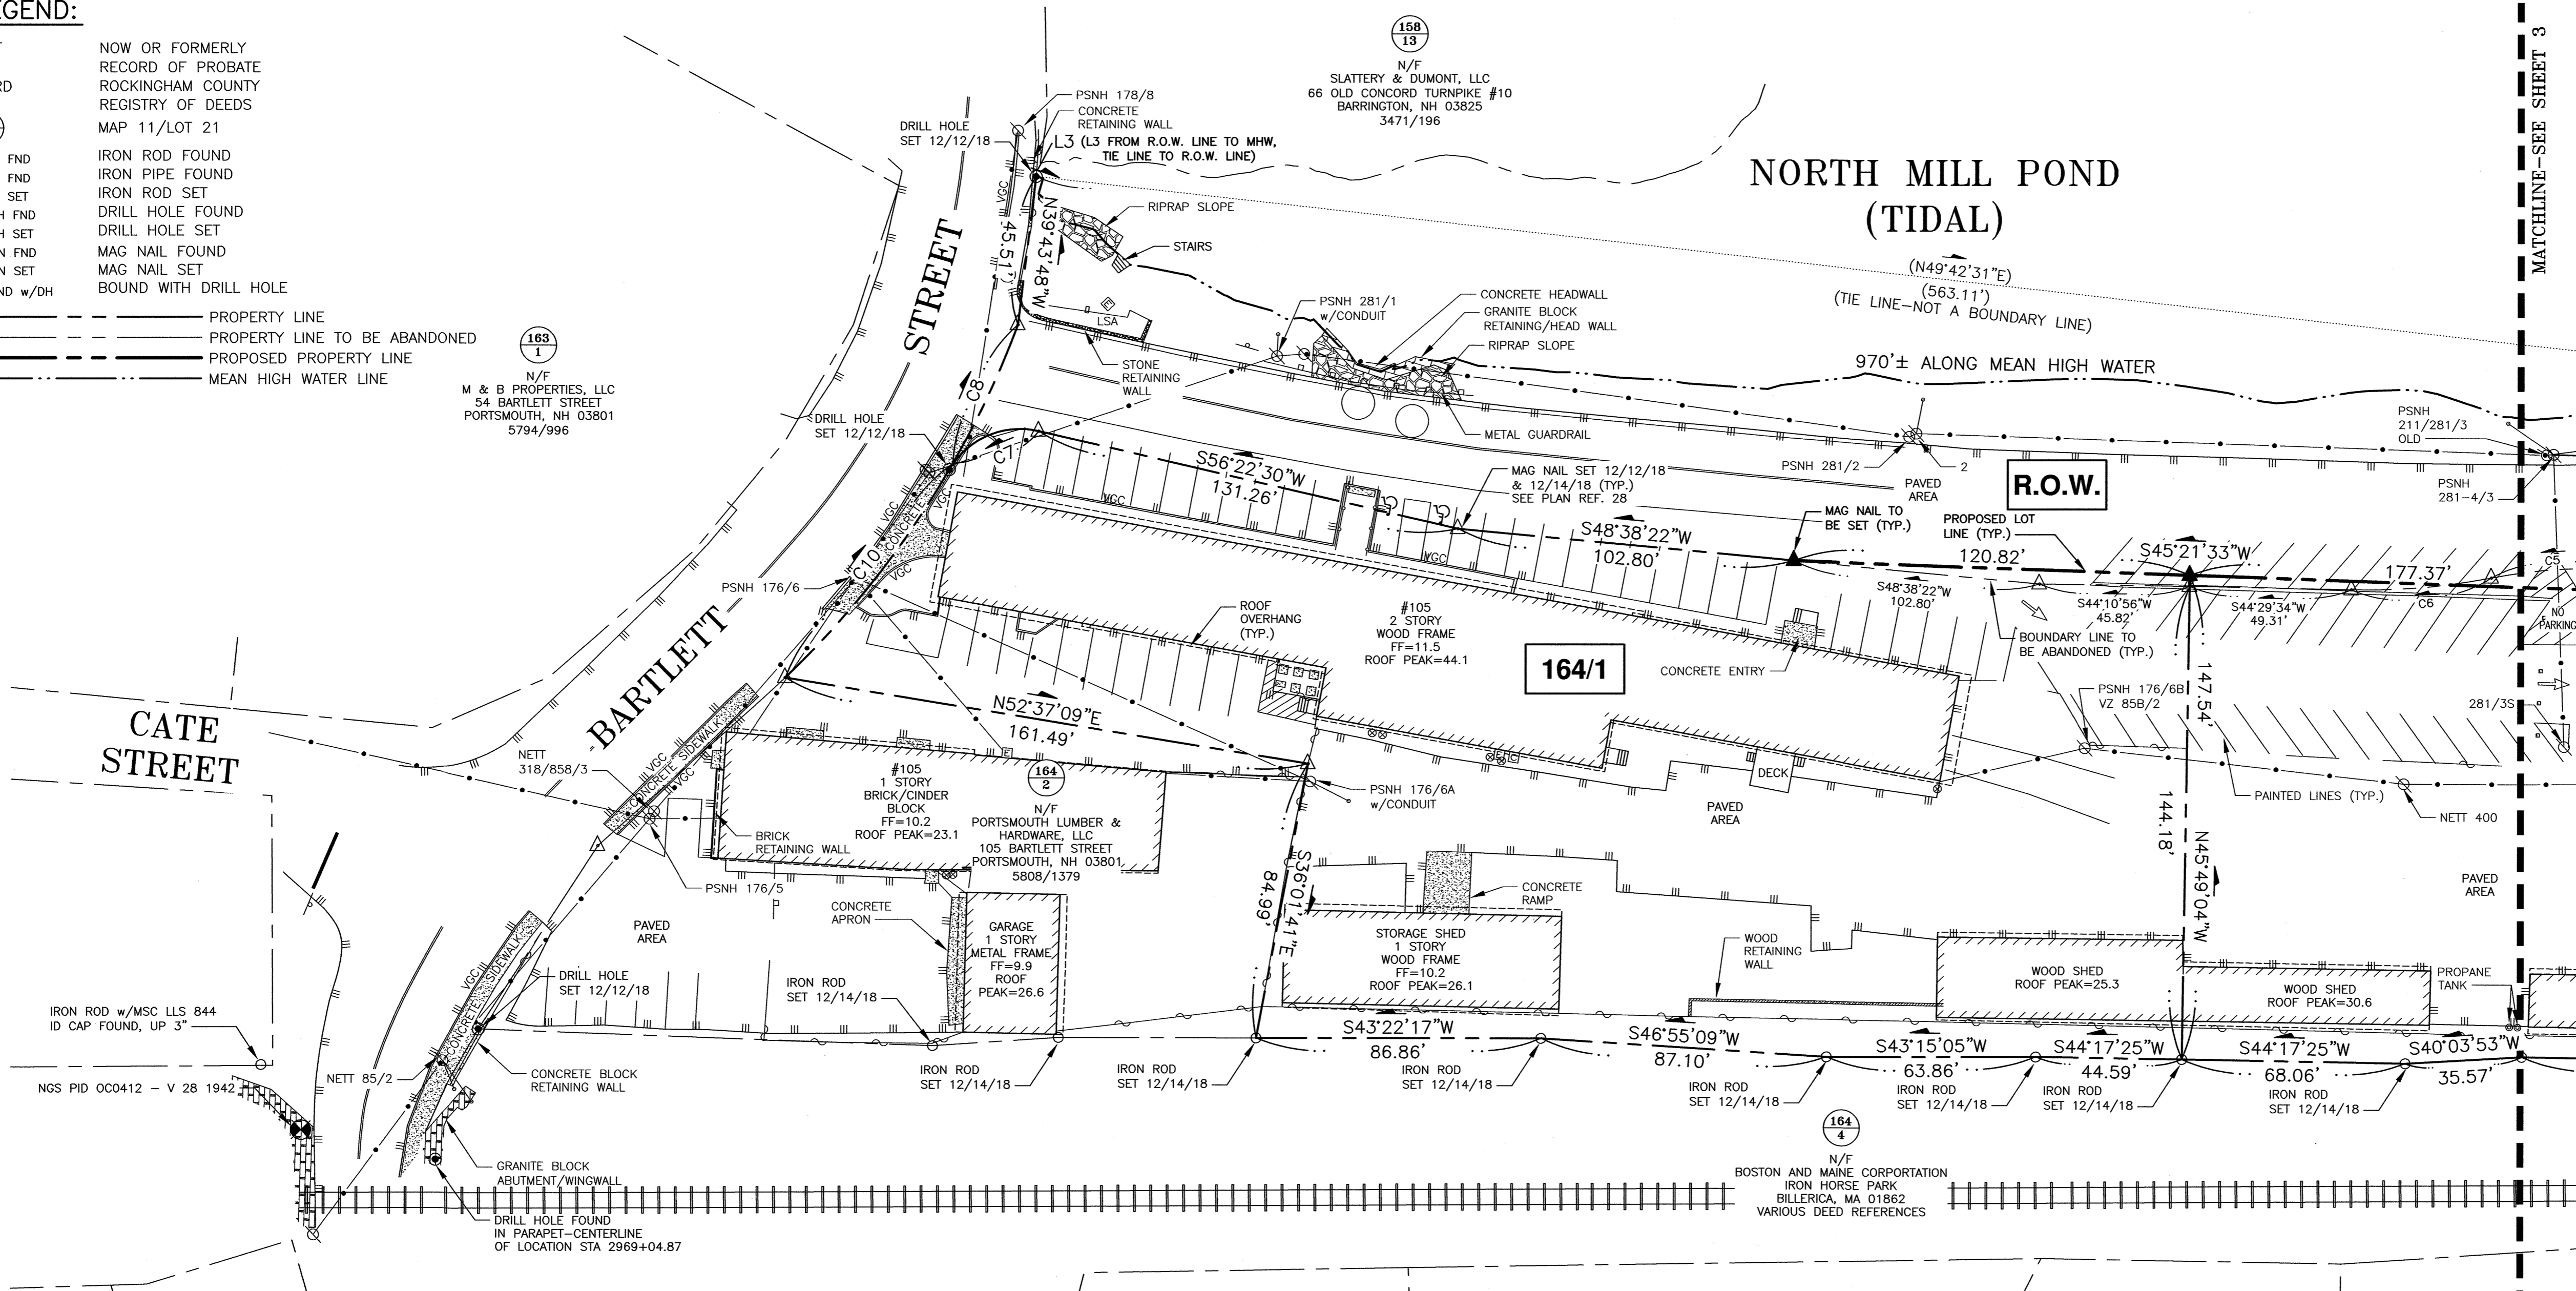 EGEND:
NOW OR FORMERLY
RECORD OF PROBATE
RD ROCKINGHAM COUNTY
REGISTRY OF DEEDS
MAP 11/LOT 21
FND IRON ROD FOUND
FND IRON PIPE FOUND
SET IRON ROD SET
H FND DRILL HOLE FOUND
H SET DRILL HOLE SET
N FND MAG NAIL FOUND
N SET MAG NAIL SET
ND w/DH BOUND WITH DRILL HOLE
PROPERTY LINE
PROPERTY LINE TO BE ABANDONED
PROPOSED PROPERTY LINE
MEAN HIGH WATER LINE
163
1
N/F
M & B PROPERTIES, LLC
54 BARTLETT STREET
PORTSMOUTH, NH 03801
5794/996
158
13
N/F
SLATTERY & DUMONT, LLC
66 OLD CONCORD TURNPIKE #10
BARRINGTON, NH 03825
3471/196
MATCHLINE-SEE SHEET 3
NORTH MILL POND
(TIDAL)
(N49°42'31"E)
(563.11')
(TIE LINE-NOT A BOUNDARY LINE)
970'± ALONG MEAN HIGH WATER
PSNH 178/8
CONCRETE
RETAINING WALL
DRILL HOLE
SET 12/12/18
L3 (L3 FROM R.O.W. LINE TO MHW,
TIE LINE TO R.O.W. LINE)
VGC
45.51')
N39°43'48"W
RIPRAP SLOPE
STAIRS
E
LSA
STONE
RETAINING
WALL
PSNH 281/1
w/CONDUIT
CONCRETE HEADWALL
GRANITE BLOCK
RETAINING/HEAD WALL
RIPRAP SLOPE
METAL GUARDRAIL
BARTLETT STREET
C8
DRILL HOLE
SET 12/12/18
C7
S56°22'30"W
131.26'
MAG NAIL SET 12/12/18
& 12/14/18 (TYP.)
SEE PLAN REF. 28
PSNH 281/2
2
PAVED
AREA
R.O.W.
PSNH
211/281/3
OLD
PSNH
281-4/3
VGC
VGC
VGC
VGC
VGC
CONCRETE
C10
PSNH 176/6
S48°38'22"W
102.80'
MAG NAIL TO
BE SET (TYP.)
PROPOSED LOT
LINE (TYP.)
120.82'
S45°21'33"W
177.37'
C5
C6
S48°38'22"W
102.80'
S44°10'56"W
45.82'
S44°29'34"W
49.31'
NO
PARKING
BOUNDARY LINE TO
BE ABANDONED (TYP.)
ROOF
OVERHANG
(TYP.)
#105
2 STORY
WOOD FRAME
FF=11.5
ROOF PEAK=44.1
164/1
CONCRETE ENTRY
PSNH 176/6B
VZ 85B/2
147.54'
281/3S
CATE
STREET
NETT
318/858/3
VGC
CONCRETE SIDEWALK
VGC
N52°37'09"E
161.49'
E
#105
1 STORY
BRICK/CINDER
BLOCK
FF=10.2
ROOF PEAK=23.1
164
2
N/F
PORTSMOUTH LUMBER &
HARDWARE, LLC
105 BARTLETT STREET
PORTSMOUTH, NH 03801
5808/1379
PSNH 176/6A
w/CONDUIT
DECK
PAVED
AREA
PAINTED LINES (TYP.)
NETT 400
144.18'
N45°49'04"W
BRICK
RETAINING WALL
PSNH 176/5
CONCRETE
APRON
PAVED
AREA
GARAGE
1 STORY
METAL FRAME
FF=9.9
ROOF
PEAK=26.6
S36°01'41"E
84.99'
CONCRETE
RAMP
STORAGE SHED
1 STORY
WOOD FRAME
FF=10.2
ROOF PEAK=26.1
WOOD
RETAINING
WALL
WOOD SHED
ROOF PEAK=25.3
WOOD SHED
ROOF PEAK=30.6
PAVED
AREA
PROPANE
TANK
VGC
CONCRETE SIDEWALK
DRILL HOLE
SET 12/12/18
IRON ROD
SET 12/14/18
IRON ROD w/MSC LLS 844
ID CAP FOUND, UP 3"
NETT 85/2
CONCRETE BLOCK
RETAINING WALL
NGS PID OC0412 - V 28 1942
IRON ROD
SET 12/14/18
IRON ROD
SET 12/14/18
S43°22'17"W
86.86'
IRON ROD
SET 12/14/18
S46°55'09"W
87.10'
IRON ROD
SET 12/14/18
S43°15'05"W
63.86'
IRON ROD
SET 12/14/18
S44°17'25"W
44.59'
IRON ROD
SET 12/14/18
S44°17'25"W
68.06'
IRON ROD
SET 12/14/18
S40°03'53"W
35.57'
164
4
N/F
BOSTON AND MAINE CORPORTATION
IRON HORSE PARK
BILLERICA, MA 01862
VARIOUS DEED REFERENCES
GRANITE BLOCK
ABUTMENT/WINGWALL
DRILL HOLE FOUND
IN PARAPET-CENTERLINE
OF LOCATION STA 2969+04.87